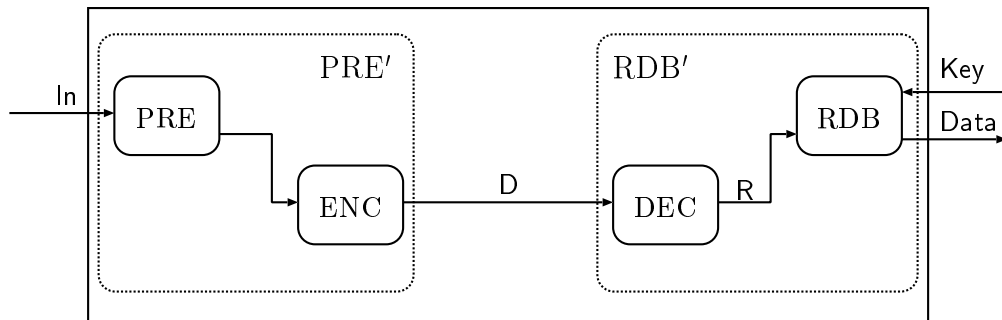 PRE′
RDB′
Key
In
PRE
RDB
Data
D
R
ENC
DEC